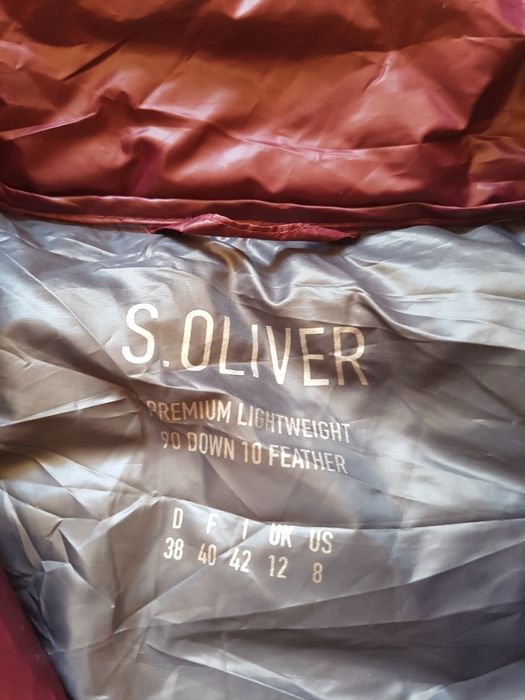 S.OLIVER
PREMIUM LIGHTWEIGHT
90 DOWN 10 FEATHER
D F I UK US
38 40 42 12 8